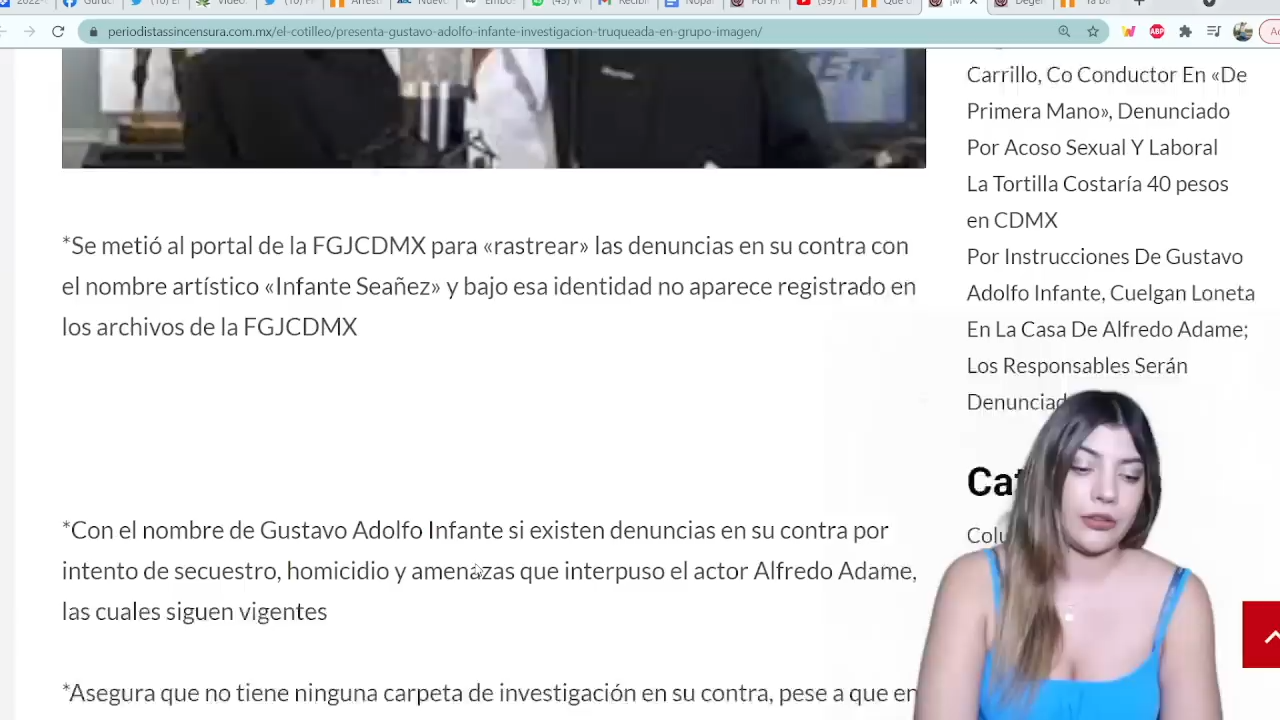 periodistassincensura.com.mx/el-cotilleo/presenta-gustavo-adolfo-infante-investigacion-truqueada-en-grupo-imagen/
*Se metió al portal de la FGJCDMX para «rastrear» las denuncias en su contra con
el nombre artístico «Infante Seañez» y bajo esa identidad no aparece registrado en
los archivos de la FGJCDMX
*Con el nombre de Gustavo Adolfo Infante si existen denuncias en su contra por
intento de secuestro, homicidio y amenazas que interpuso el actor Alfredo Adame,
las cuales siguen vigentes
*Asegura que no tiene ninguna carpeta de investigación en su contra, pese a que en
Carrillo, Co Conductor En «De
Primera Mano», Denunciado
Por Acoso Sexual Y Laboral
La Tortilla Costaría 40 pesos
en CDMX
Por Instrucciones De Gustavo
Adolfo Infante, Cuelgan Loneta
En La Casa De Alfredo Adame;
Los Responsables Serán
Denunciad
Cat
Colu
ABP